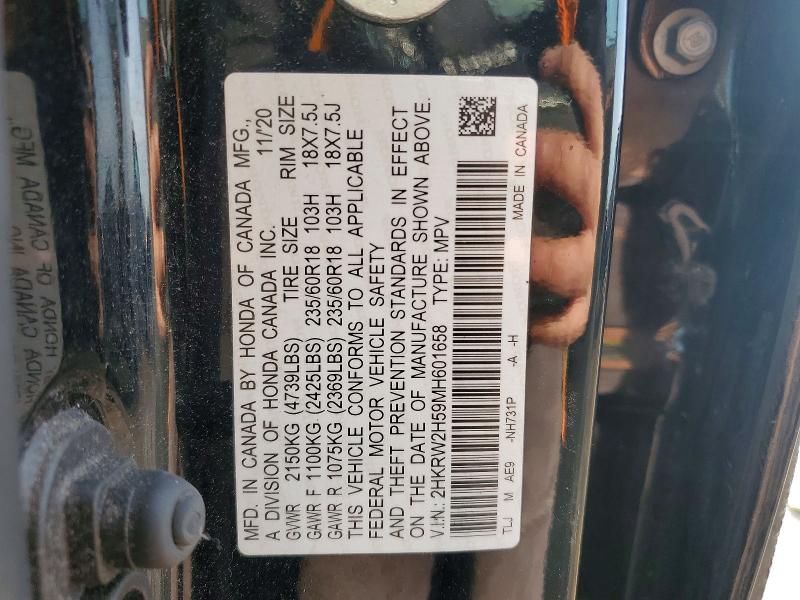 MFD. IN CANADA BY HONDA OF CANADA MFG.,
A DIVISION OF HONDA CANADA INC. 11/20
GVWR 2150KG (4739LBS) TIRE SIZE RIM SIZE
GAWR F 1100KG (2425LBS) 235/60R18 103H 18X7.5J
GAWR R 1075KG (2369LBS) 235/60R18 103H 18X7.5J
THIS VEHICLE CONFORMS TO ALL APPLICABLE
FEDERAL MOTOR VEHICLE SAFETY
AND THEFT PREVENTION STANDARDS IN EFFECT
ON THE DATE OF MANUFACTURE SHOWN ABOVE.
V.I.N.: 2HKRW2H59MH601658 TYPE: MPV
TLJ M AE9 -NH731P -A -H
MADE IN CANADA